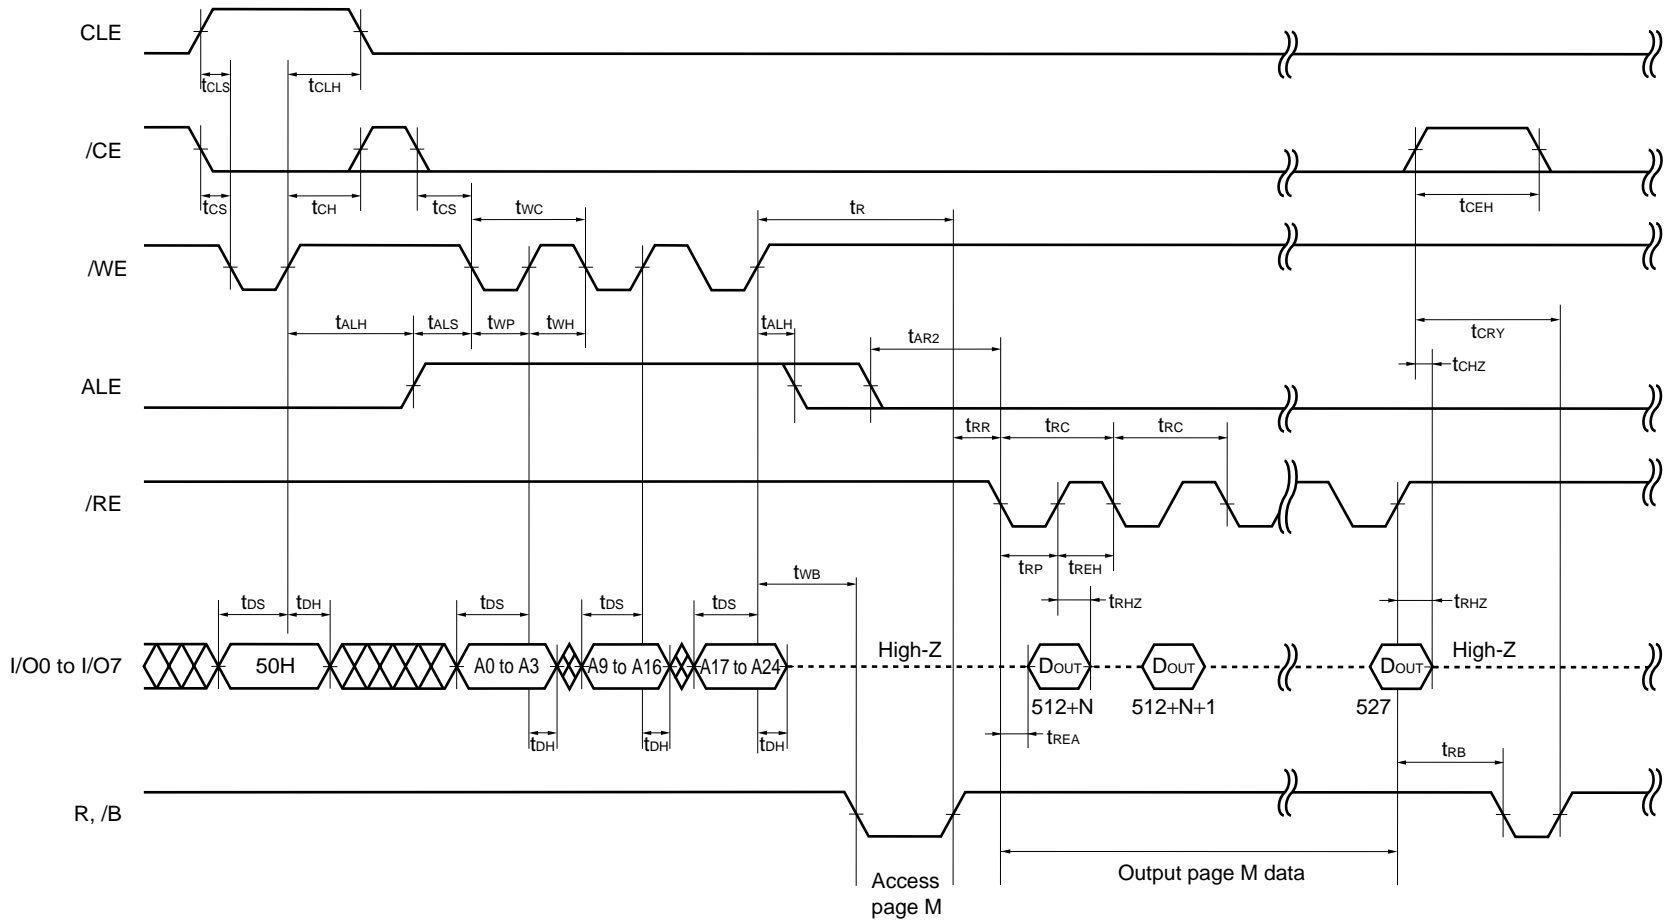 CLE
tCLS
tCLH
/CE
tCS
tCH
tCS
tWC
tR
tCEH
/WE
tALH
tALS
tWP
tWH
tALH
tAR2
tCRY
tCHZ
ALE
tRR
tRC
tRC
/RE
tRP
tREH
tWB
tRHZ
tRHZ
tDS
tDH
tDS
tDS
tDS
I/O0 to I/O7
50H
A0 to A3
A9 to A16
A17 to A24
High-Z
DOUT
DOUT
DOUT
High-Z
512+N
512+N+1
527
tDH
tDH
tDH
tREA
tRB
R, /B
Access
page M
Output page M data